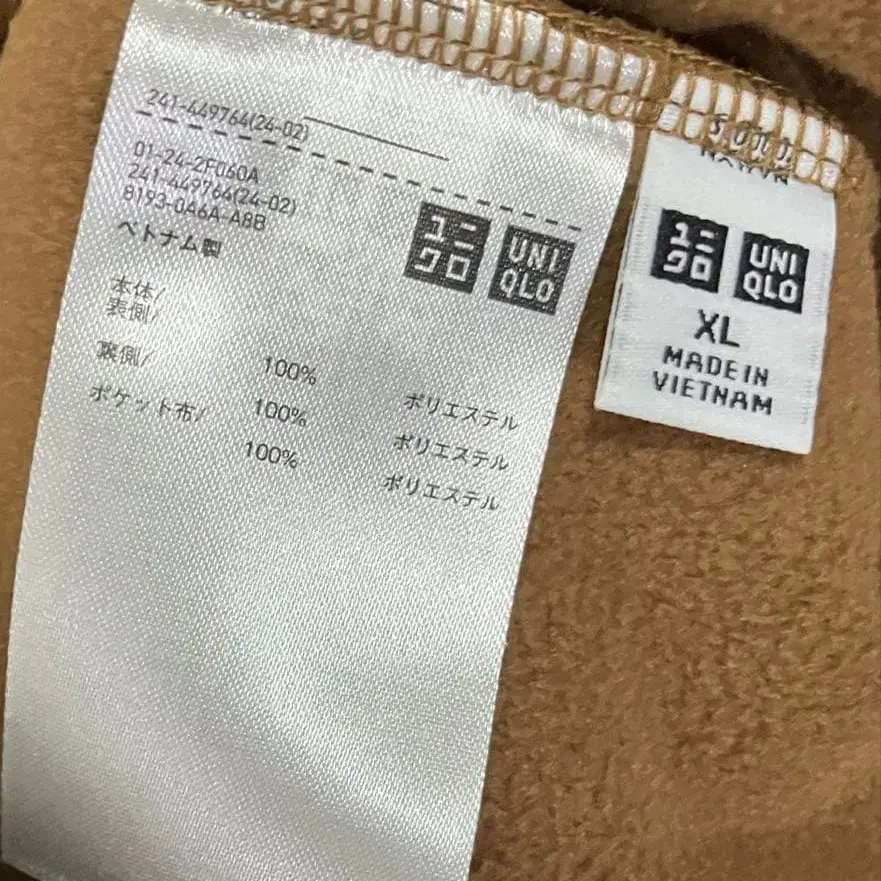 241-449764(24-02)
01-24-2F060A
241-449764(24-02)
8193-0A6A-A8B
ベトナム製
ユニ
クロ
UNI
QLO
本体/
表側/
100% ポリエステル
裏側/
100% ポリエステル
ポケット布/
100% ポリエステル
ユニ
クロ
UNI
QLO
XL
MADE IN
VIETNAM